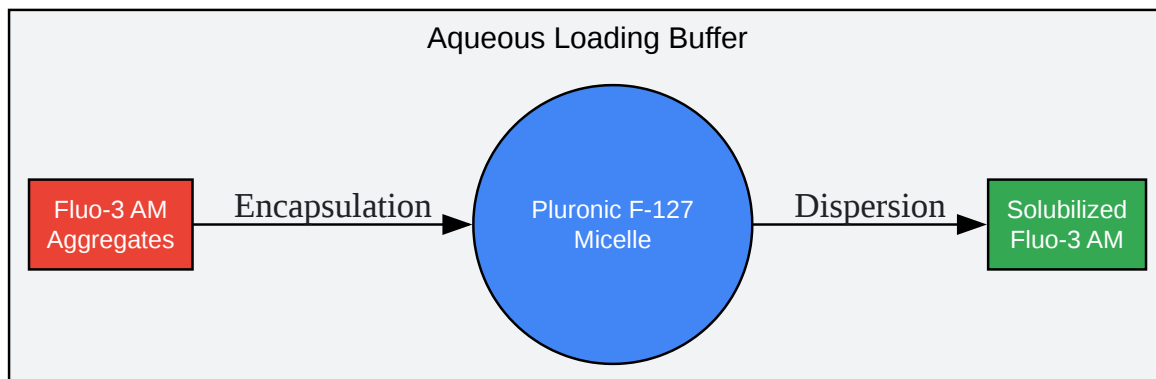 Aqueous Loading Buffer
Fluo-3 AM
Aggregates
Encapsulation
Pluronic F-127
Micelle
Dispersion
Solubilized
Fluo-3 AM